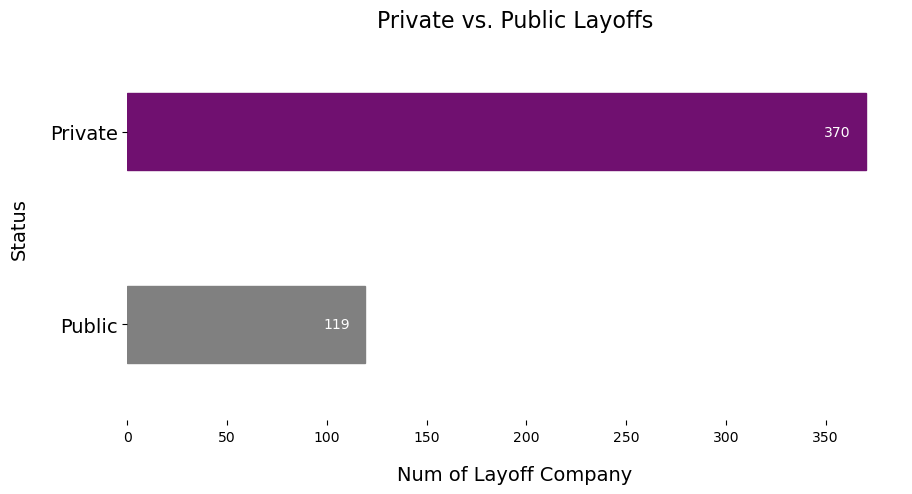 Private vs. Public Layoffs
Private
370
Status
Public
119
0 50 100 150 200 250 300 350
Num of Layoff Company